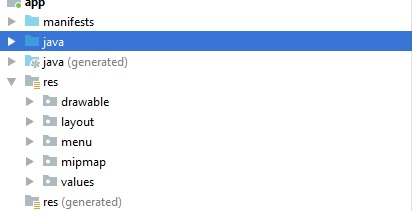 app
manifests
java
java (generated)
res
drawable
layout
menu
mipmap
values
res (generated)